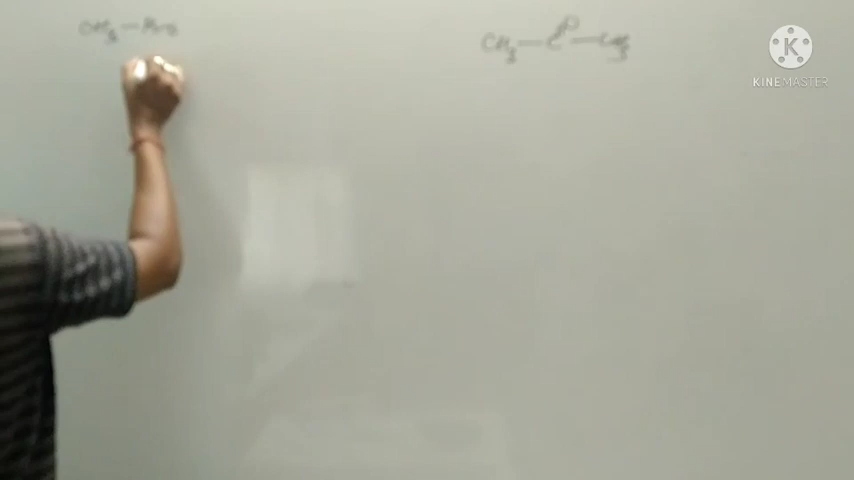 CH₃ —
O
CH₃ — C — CH₃
K
KINEMASTER